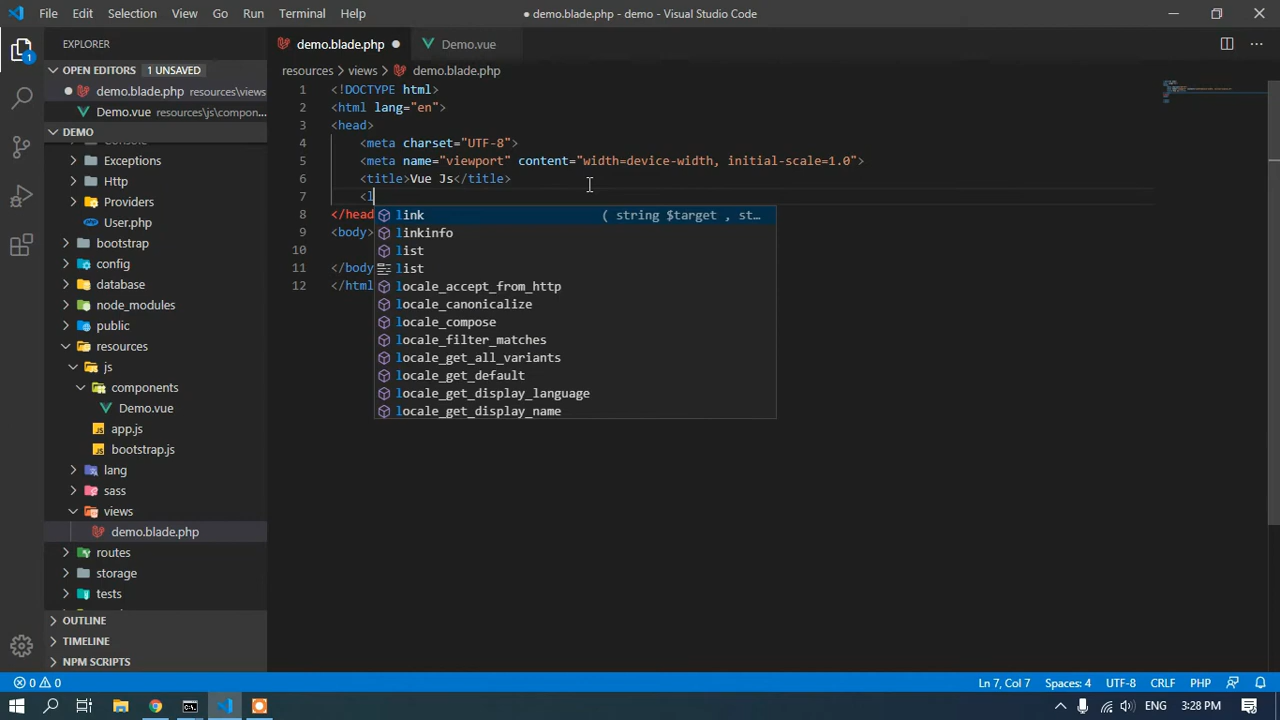 File Edit Selection View Go Run Terminal Help
● demo.blade.php - demo - Visual Studio Code
EXPLORER
OPEN EDITORS 1 UNSAVED
demo.blade.php resources\views
Demo.vue resources\js\compon...
DEMO
Exceptions
Http
Providers
User.php
bootstrap
config
database
node_modules
public
resources
js
components
Demo.vue
app.js
bootstrap.js
lang
sass
views
demo.blade.php
routes
storage
tests
OUTLINE
TIMELINE
NPM SCRIPTS
demo.blade.php
Demo.vue
resources > views > demo.blade.php
1 <!DOCTYPE html>
2 <html lang="en">
3 <head>
4 <meta charset="UTF-8">
5 <meta name="viewport" content="width=device-width, initial-scale=1.0">
6 <title>Vue Js</title>
7 <l
8 </head
9 <body>
10
11 </body
12 </html
link ( string $target , st...
linkinfo
list
list
locale_accept_from_http
locale_canonicalize
locale_compose
locale_filter_matches
locale_get_all_variants
locale_get_default
locale_get_display_language
locale_get_display_name
1
0 0
Ln 7, Col 7 Spaces: 4 UTF-8 CRLF PHP
ENG 3:28 PM